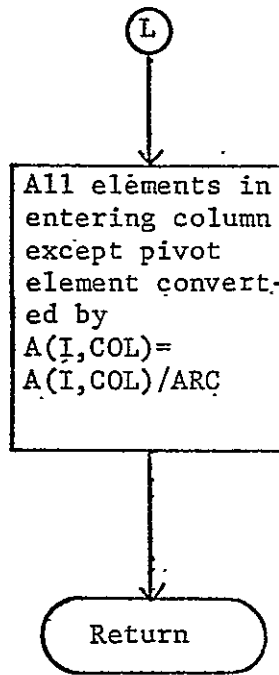 L
All elements in
entering column
except pivot
element convert-
ed by
A(I,COL)=
A(I,COL)/ARC
Return